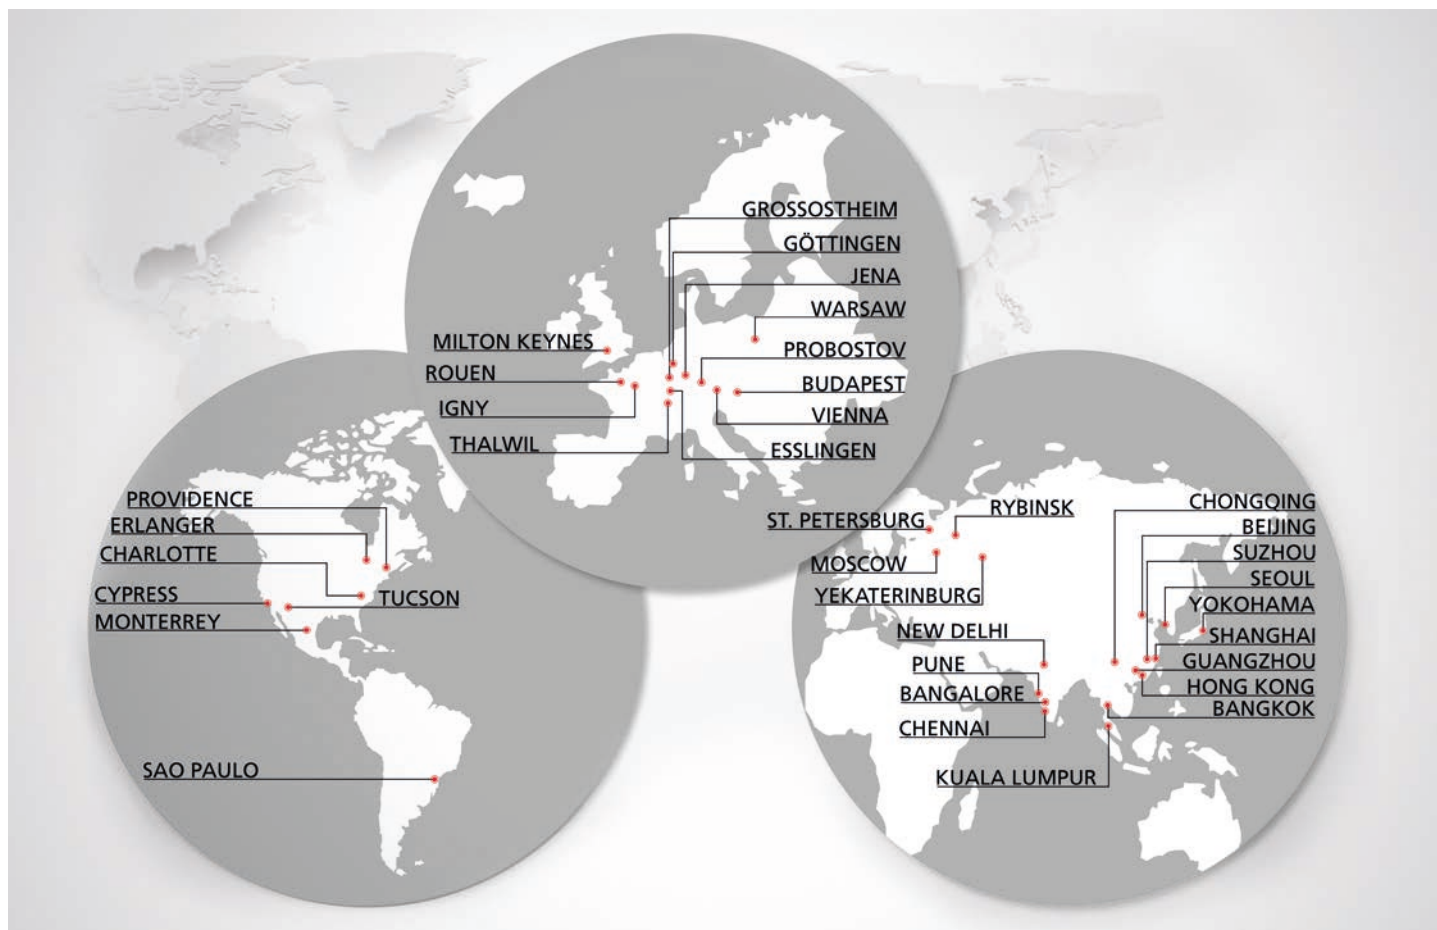 GROSSOSTHEIM
GÖTTINGEN
JENA
WARSAW
MILTON KEYNES
PROBOSTOV
ROUEN
BUDAPEST
IGNY
VIENNA
THALWIL
ESSLINGEN
PROVIDENCE
ERLANGER
CHARLOTTE
CYPRESS
TUCSON
MONTERREY
SAO PAULO
ST. PETERSBURG
RYBINSK
MOSCOW
YEKATERINBURG
NEW DELHI
PUNE
BANGALORE
CHENNAI
KUALA LUMPUR
CHONGQING
BEIJING
SUZHOU
SEOUL
YOKOHAMA
SHANGHAI
GUANGZHOU
HONG KONG
BANGKOK